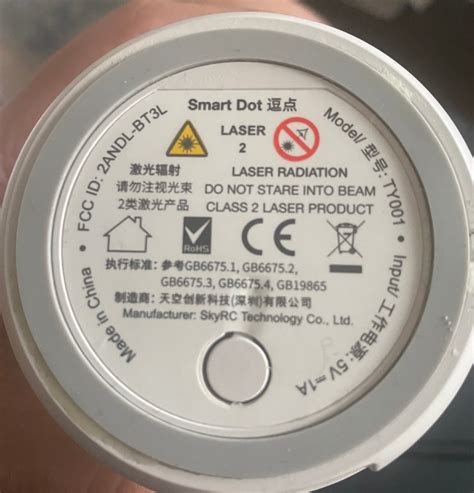 Smart Dot 逗点
LASER
2
激光辐射
请勿注视光束
2类激光产品
LASER RADIATION
DO NOT STARE INTO BEAM
CLASS 2 LASER PRODUCT
RoHS
CE
执行标准: 参考GB6675.1, GB6675.2,
GB6675.3, GB6675.4, GB19865
制造商: 天空创新科技(深圳)有限公司
Manufacturer: SkyRC Technology Co., Ltd.
Made in China • FCC ID: 2ANDL-BT3L
Model/ 型号: TY001 • Input/ 工作电源: 5V⎓1A